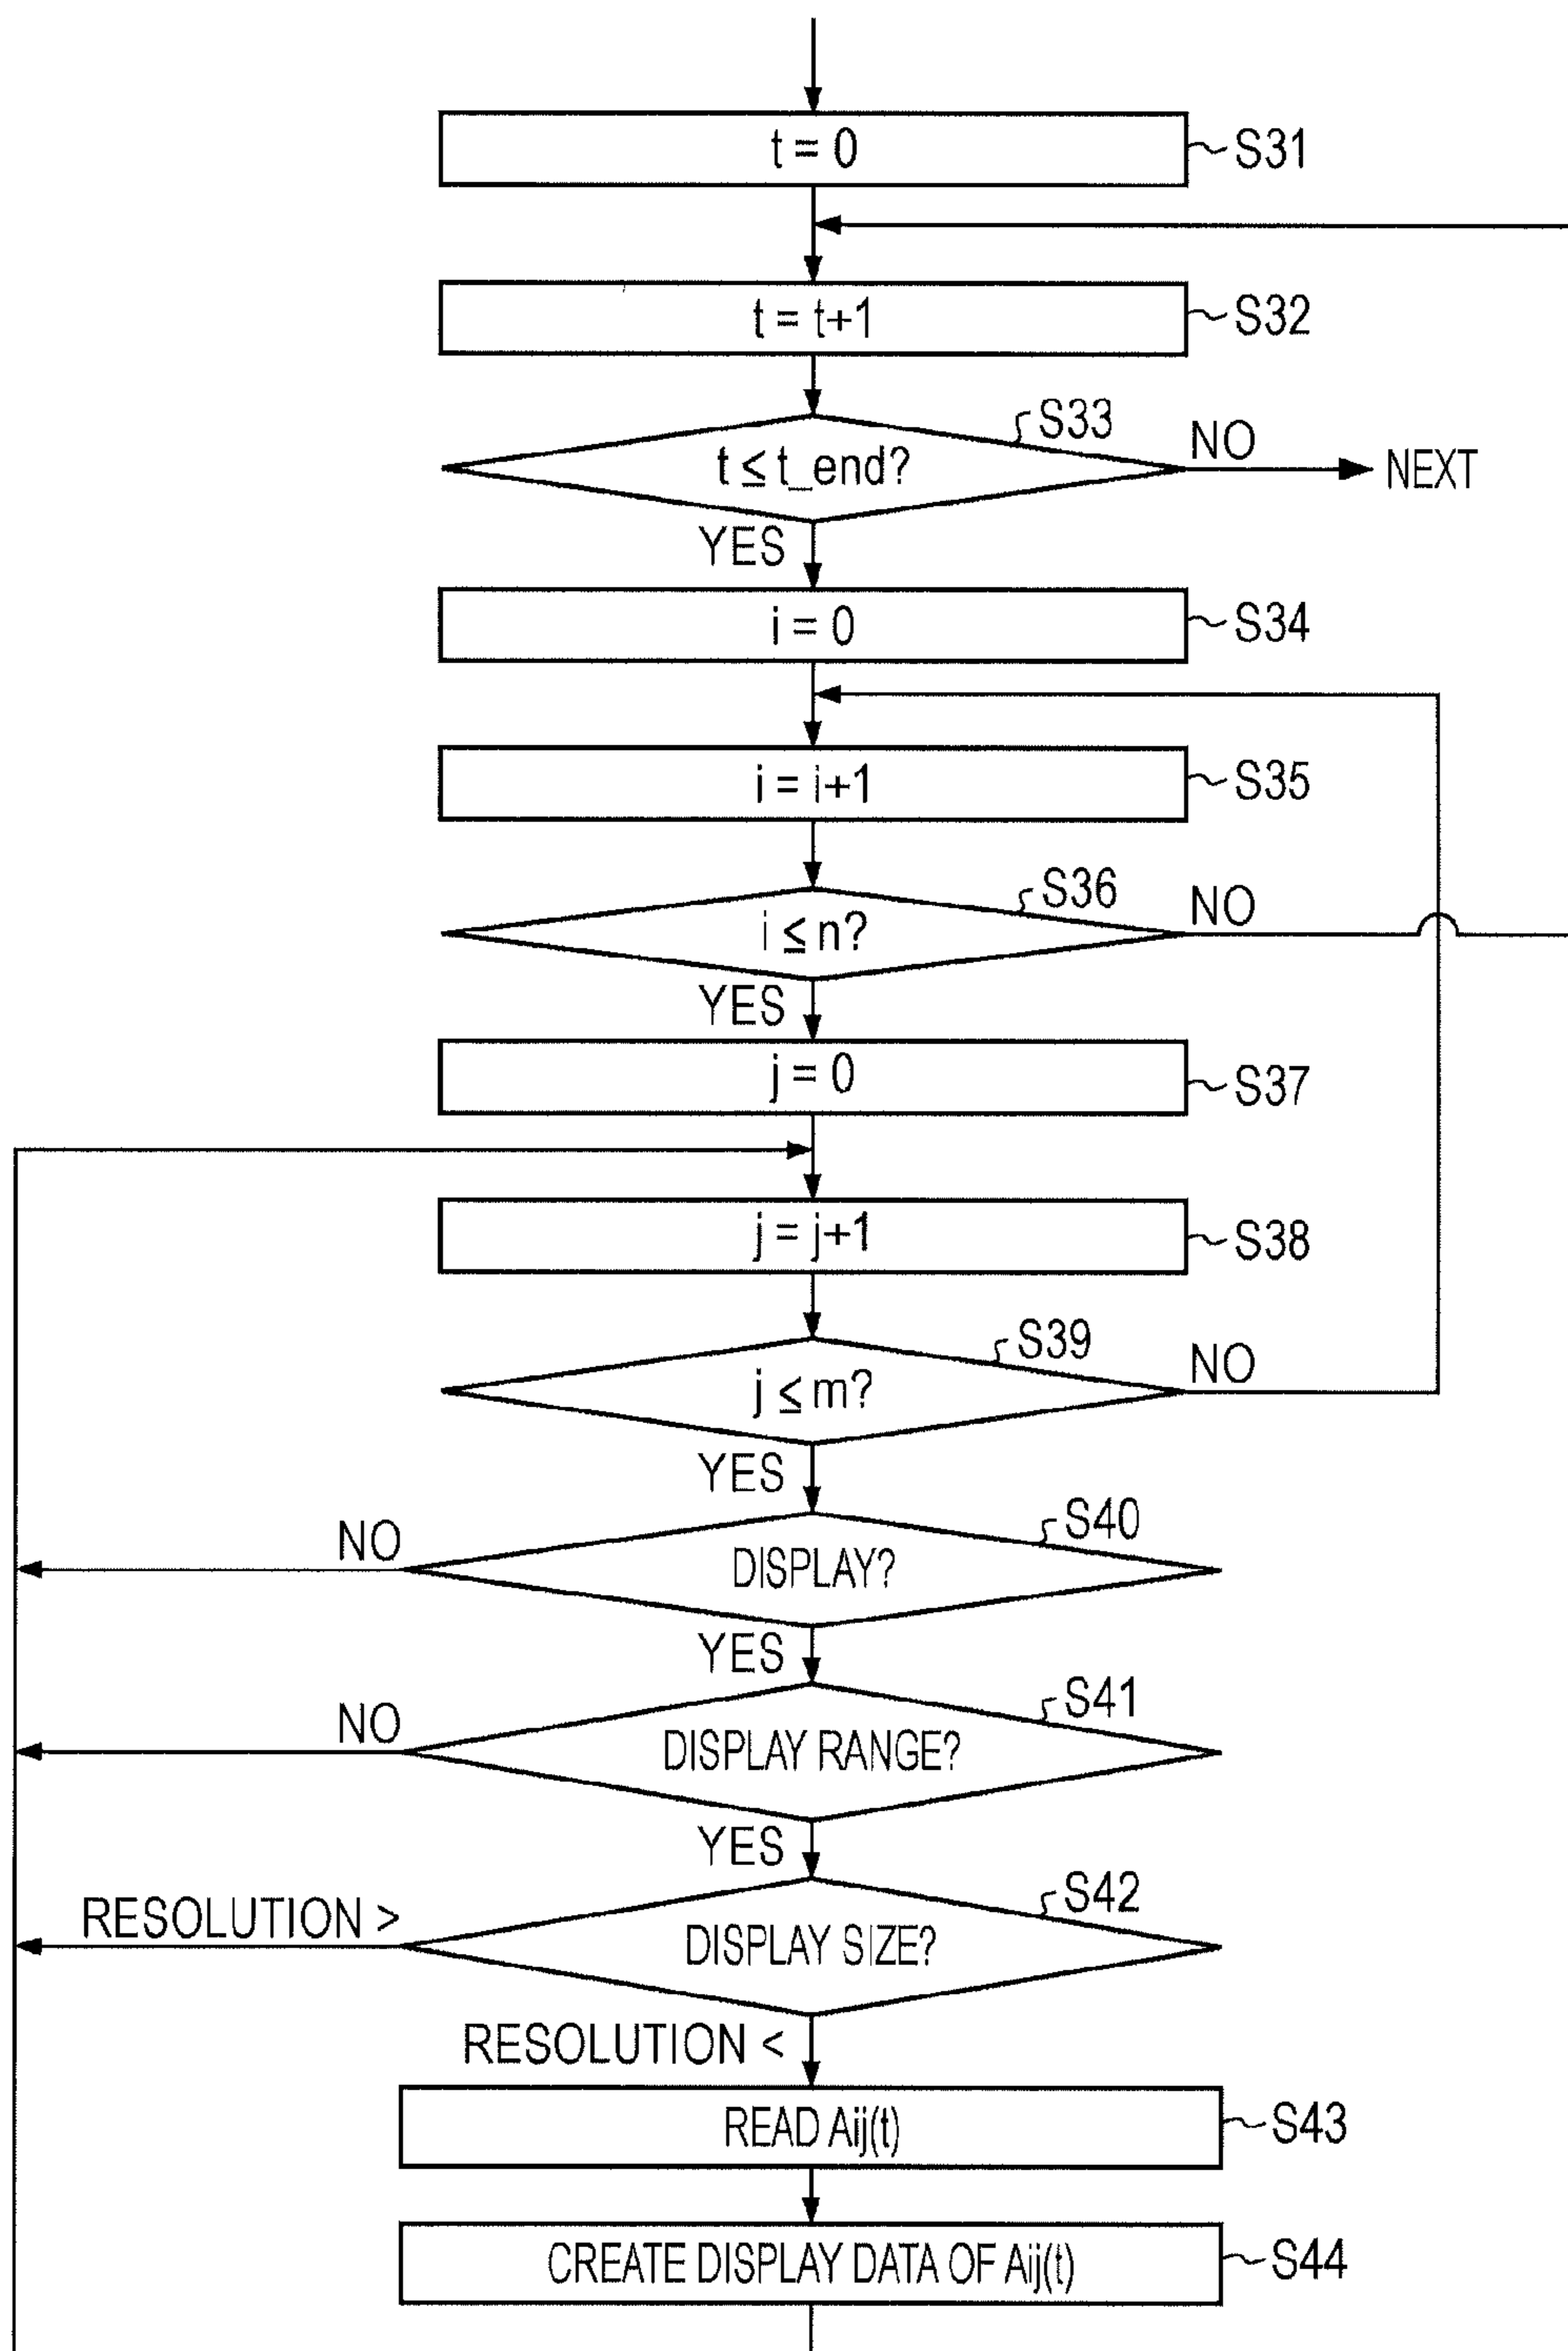 t = 0
S31
t = t+1
S32
S33
t ≤ t_end?
NO
NEXT
YES
i = 0
S34
i = i+1
S35
S36
i ≤ n?
NO
YES
j = 0
S37
j = j+1
S38
S39
j ≤ m?
NO
YES
S40
NO
DISPLAY?
YES
S41
NO
DISPLAY RANGE?
YES
S42
RESOLUTION >
DISPLAY SIZE?
RESOLUTION <
READ Aij(t)
S43
CREATE DISPLAY DATA OF Aij(t)
S44